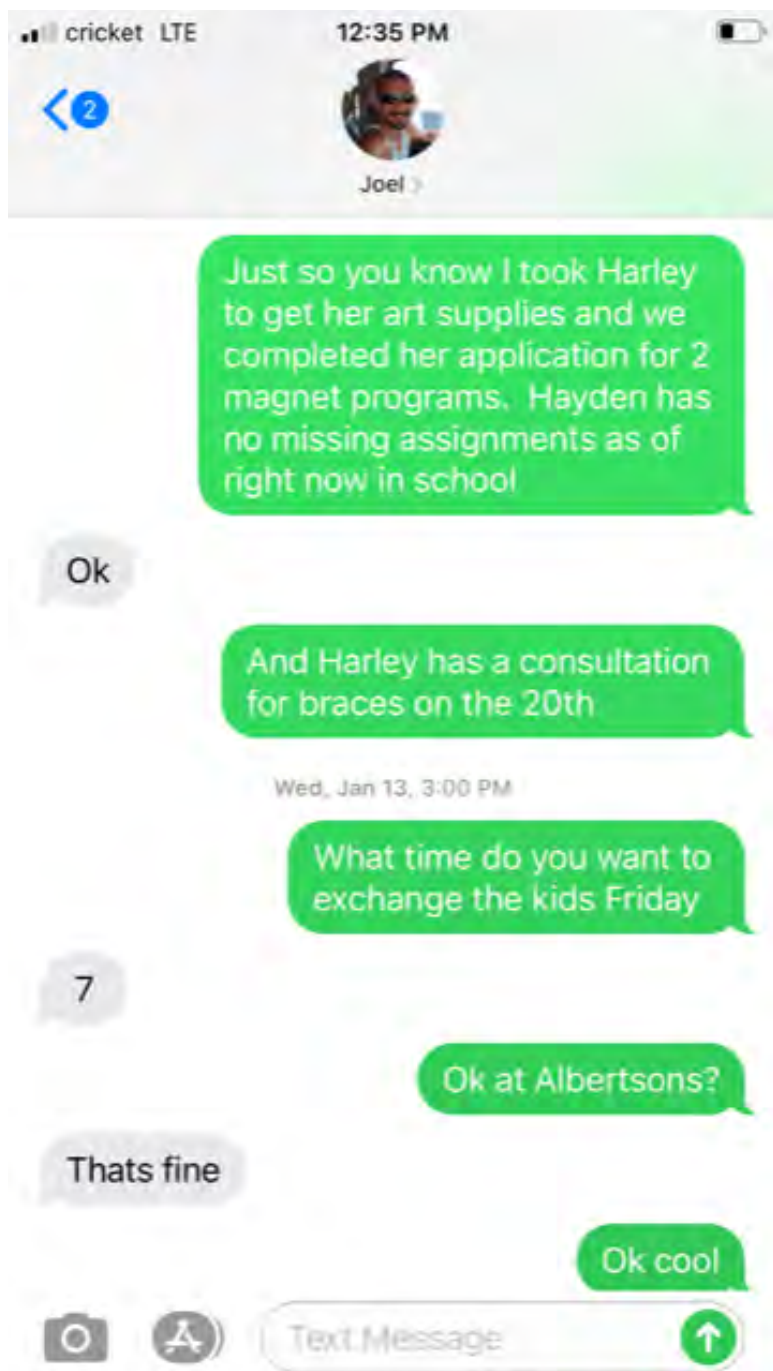 cricket LTE 12:35 PM
2
Joel
Just so you know I took Harley
to get her art supplies and we
completed her application for 2
magnet programs.  Hayden has
no missing assignments as of
right now in school
Ok
And Harley has a consultation
for braces on the 20th
Wed, Jan 13, 3:00 PM
What time do you want to
exchange the kids Friday
7
Ok at Albertsons?
Thats fine
Ok cool
Text Message